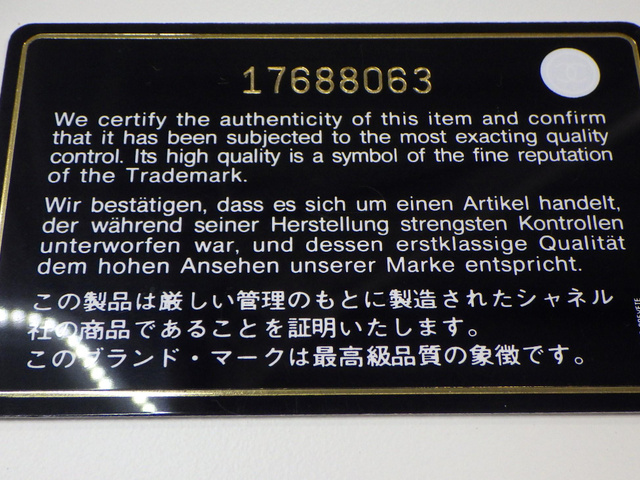 17688063
We certify the authenticity of this item and confirm
that it has been subjected to the most exacting quality
control. Its high quality is a symbol of the fine reputation
of the Trademark.
Wir bestätigen, dass es sich um einen Artikel handelt,
der während seiner Herstellung strengsten Kontrollen
unterworfen war, und dessen erstklassige Qualität
dem hohen Ansehen unserer Marke entspricht.
この製品は厳しい管理のもとに製造されたシャネル
社の商品であることを証明いたします。
このブランド・マークは最高級品質の象徴です。